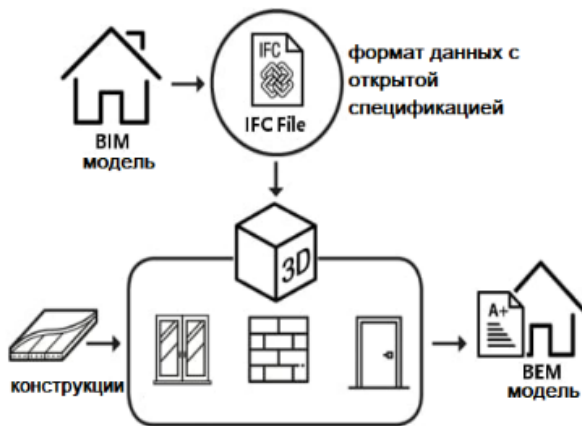 IFC
IFC File
формат данных с
открытой
спецификацией
BIM
модель
3D
конструкции
A+
BEM
модель